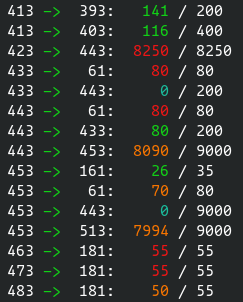 413 -> 393: 141 / 200
413 -> 403: 116 / 400
423 -> 443: 8250 / 8250
433 -> 61: 80 / 80
433 -> 443: 0 / 200
443 -> 61: 80 / 80
443 -> 433: 80 / 200
443 -> 453: 8090 / 9000
453 -> 161: 26 / 35
453 -> 61: 70 / 80
453 -> 443: 0 / 9000
453 -> 513: 7994 / 9000
463 -> 181: 55 / 55
473 -> 181: 55 / 55
483 -> 181: 50 / 55